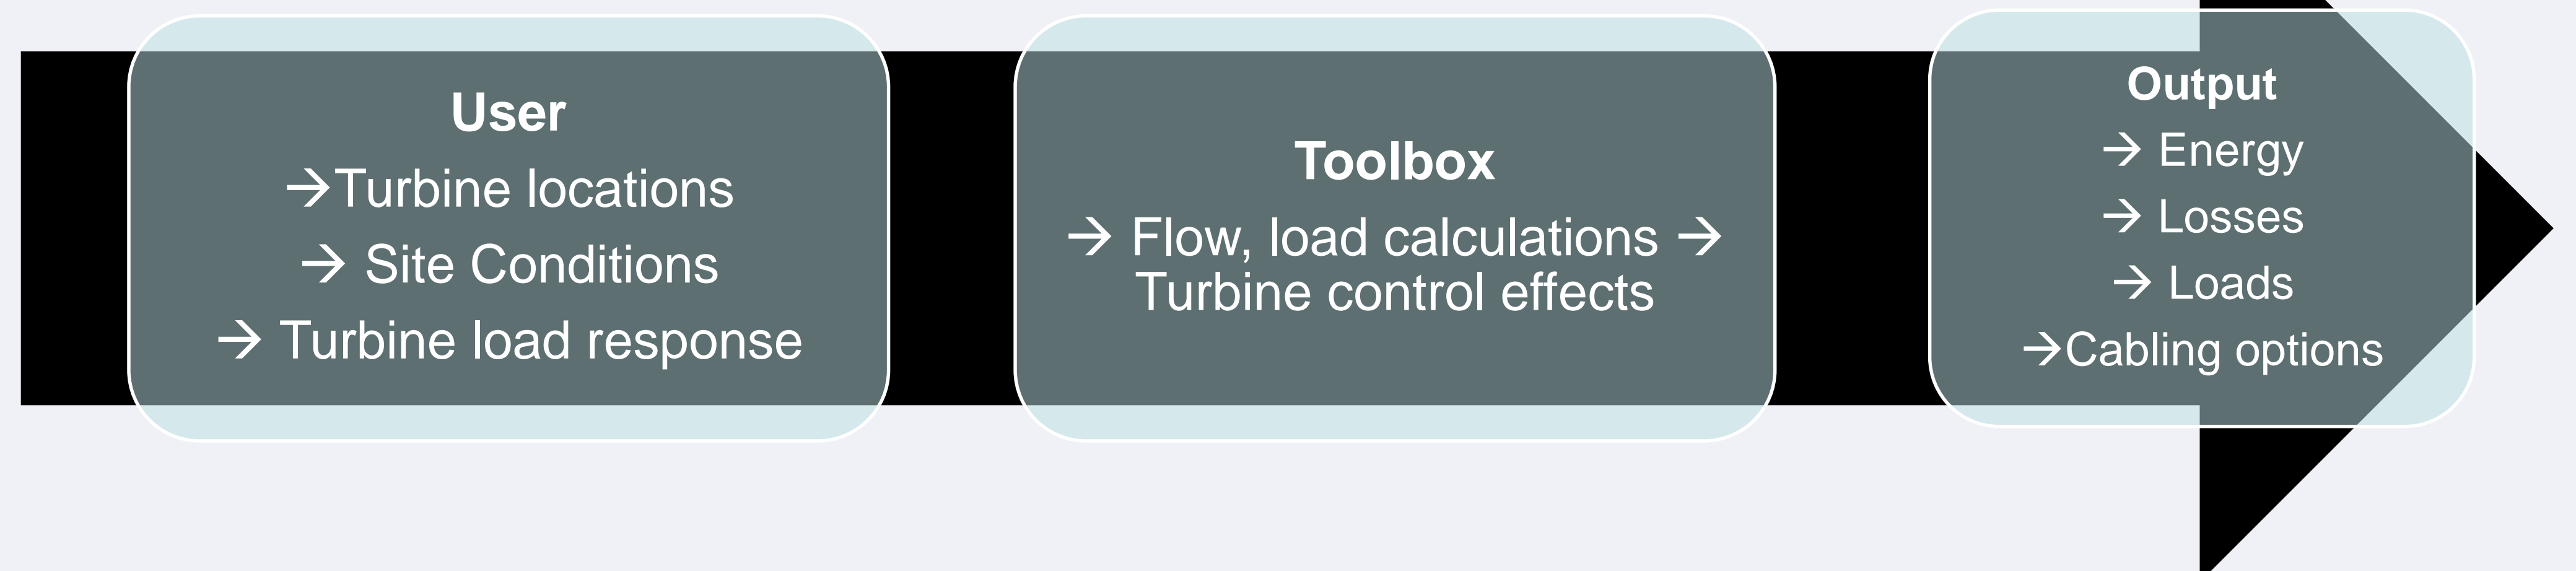 User
→Turbine locations
→ Site Conditions
→ Turbine load response
Toolbox
→ Flow, load calculations →
Turbine control effects
Output
→ Energy
→ Losses
→ Loads
→Cabling options